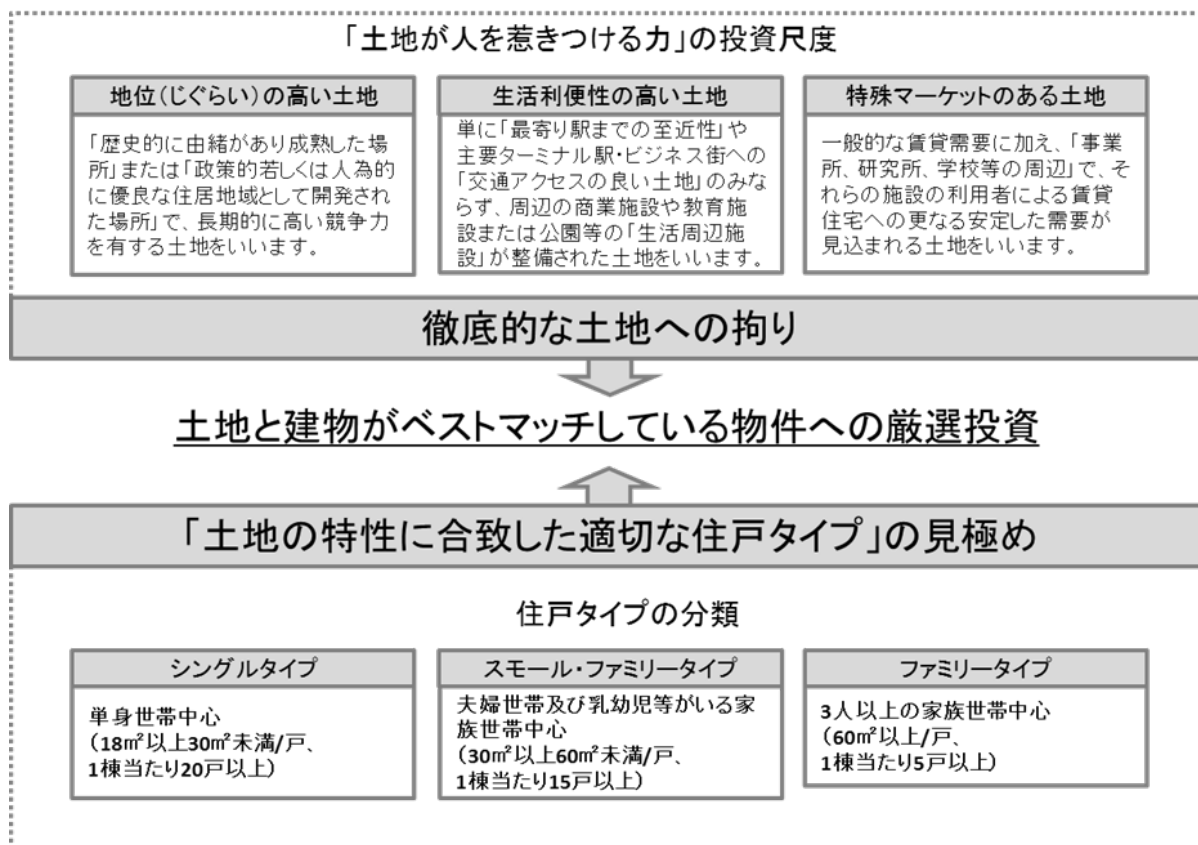 「土地が人を惹きつける力」の投資尺度
地位(じぐらい)の高い土地
「歴史的に由緒があり成熟した場
所」または「政策的若しくは人為的
に優良な住居地域として開発され
た場所」で、長期的に高い競争力
を有する土地をいいます。
生活利便性の高い土地
単に「最寄り駅までの至近性」や
主要ターミナル駅・ビジネス街への
「交通アクセスの良い土地」のみな
らず、周辺の商業施設や教育施
設または公園等の「生活周辺施
設」が整備された土地をいいます。
特殊マーケットのある土地
一般的な賃貸需要に加え、「事業
所、研究所、学校等の周辺」で、そ
れらの施設の利用者による賃貸
住宅への更なる安定した需要が
見込まれる土地をいいます。
徹底的な土地への拘り
土地と建物がベストマッチしている物件への厳選投資
「土地の特性に合致した適切な住戸タイプ」の見極め
住戸タイプの分類
シングルタイプ
単身世帯中心
(18㎡以上30㎡未満/戸、
1棟当たり20戸以上)
スモール・ファミリータイプ
夫婦世帯及び乳幼児等がいる家
族世帯中心
(30㎡以上60㎡未満/戸、
1棟当たり15戸以上)
ファミリータイプ
3人以上の家族世帯中心
(60㎡以上/戸、
1棟当たり5戸以上)